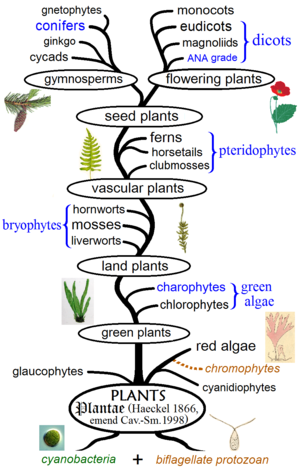 gnetophytes
conifers
ginkgo
cycads
gymnosperms
monocots
eudicots
magnoliids
ANA grade
dicots
flowering plants
seed plants
ferns
horsetails
clubmosses
pteridophytes
vascular plants
bryophytes
hornworts
mosses
liverworts
land plants
charophytes
chlorophytes
green
algae
green plants
red algae
chromophytes
glaucophytes
cyanidiophytes
PLANTS
Plantae (Haeckel 1866,
emend Cav.-Sm.1998)
cyanobacteria + biflagellate protozoan